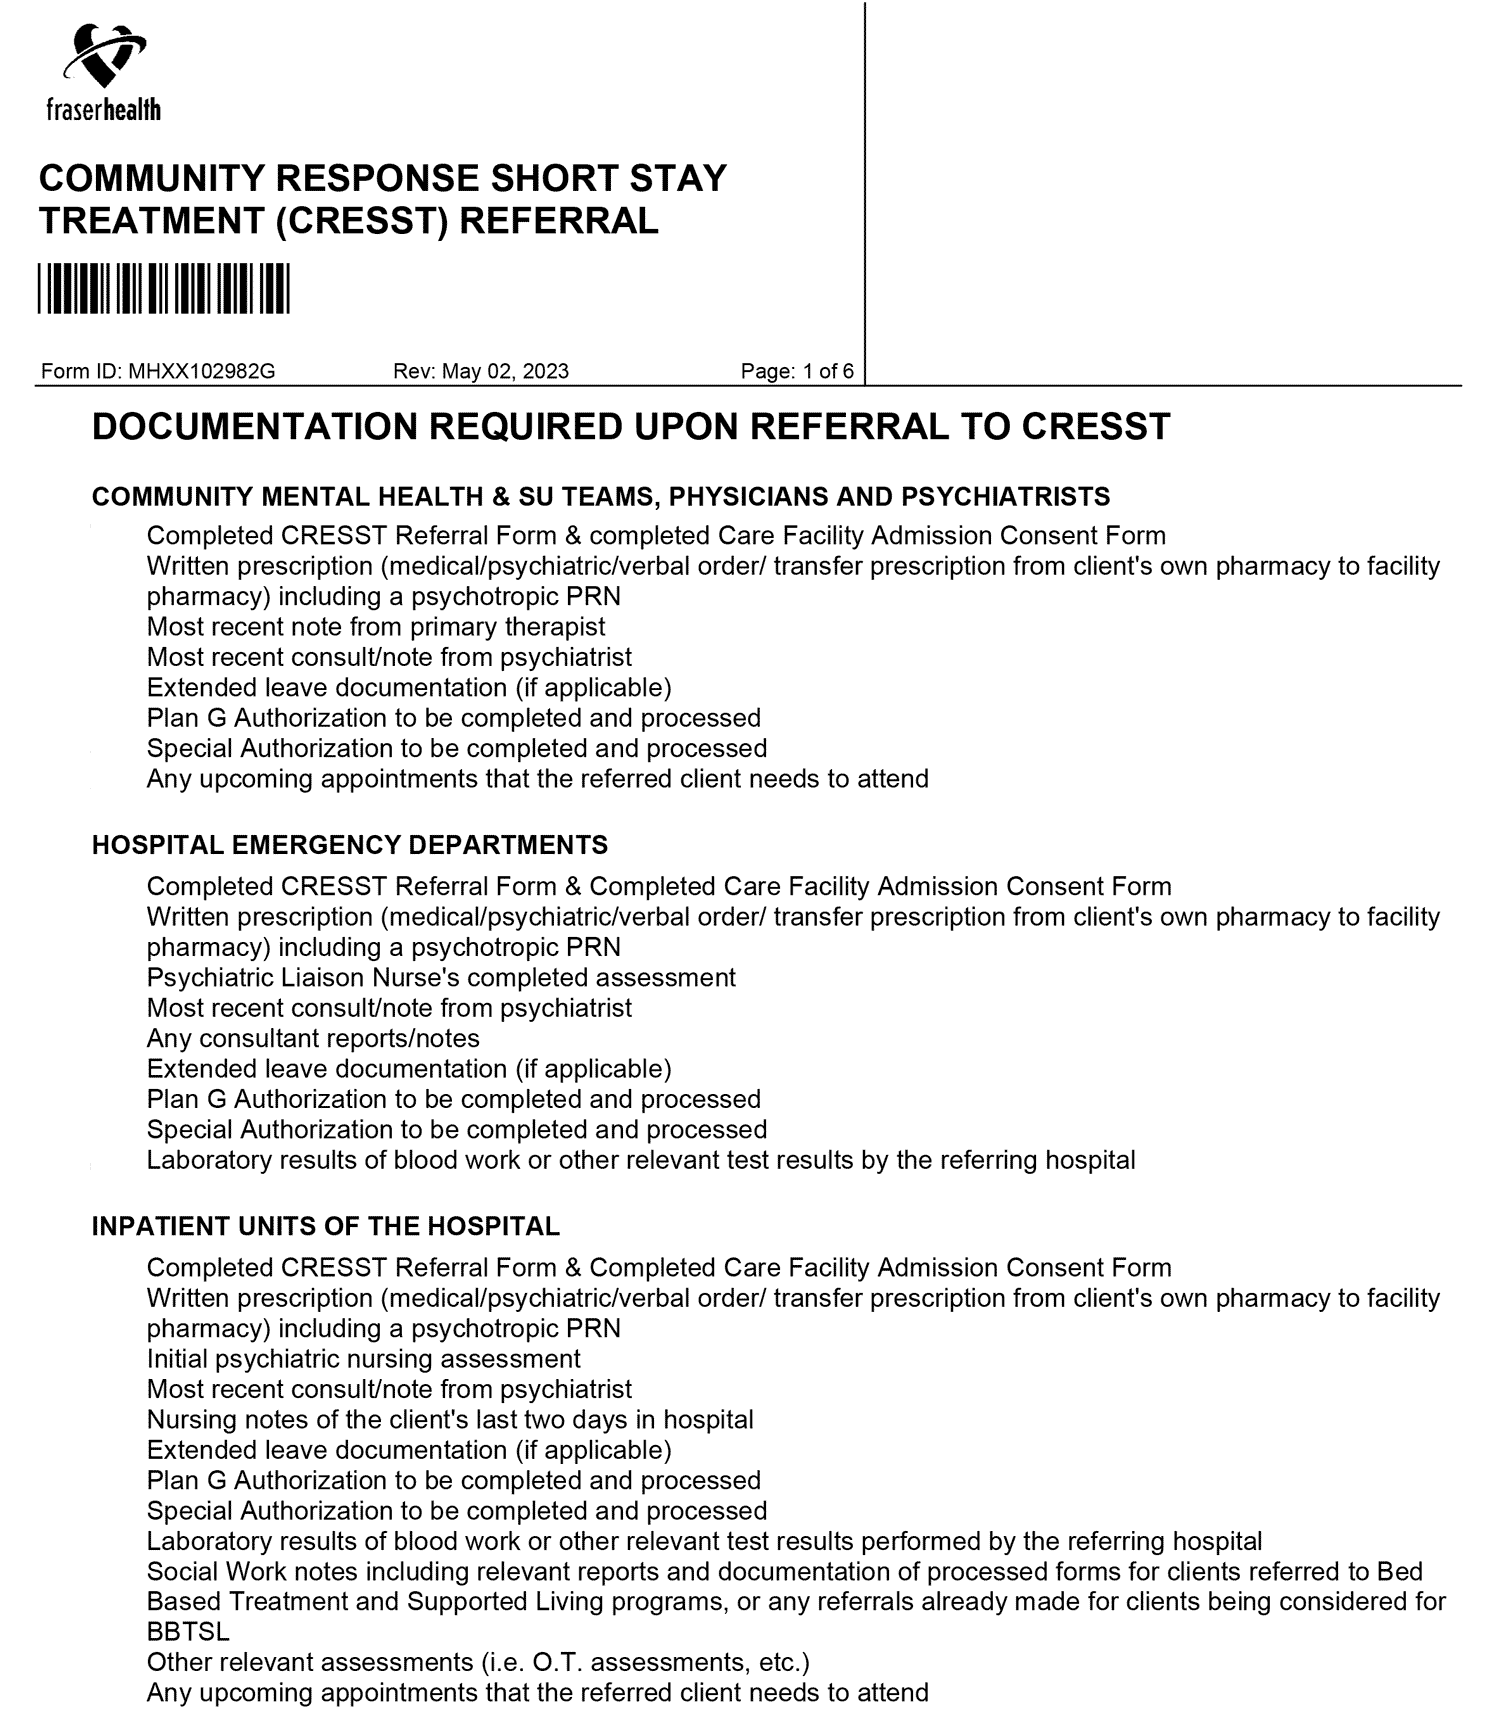 fraserhealth
COMMUNITY RESPONSE SHORT STAY
TREATMENT (CRESST) REFERRAL
Form ID: MHXX102982G Rev: May 02, 2023 Page: 1 of 6
DOCUMENTATION REQUIRED UPON REFERRAL TO CRESST
COMMUNITY MENTAL HEALTH & SU TEAMS, PHYSICIANS AND PSYCHIATRISTS
Completed CRESST Referral Form & completed Care Facility Admission Consent Form
Written prescription (medical/psychiatric/verbal order/ transfer prescription from client's own pharmacy to facility
pharmacy) including a psychotropic PRN
Most recent note from primary therapist
Most recent consult/note from psychiatrist
Extended leave documentation (if applicable)
Plan G Authorization to be completed and processed
Special Authorization to be completed and processed
Any upcoming appointments that the referred client needs to attend
HOSPITAL EMERGENCY DEPARTMENTS
Completed CRESST Referral Form & Completed Care Facility Admission Consent Form
Written prescription (medical/psychiatric/verbal order/ transfer prescription from client's own pharmacy to facility
pharmacy) including a psychotropic PRN
Psychiatric Liaison Nurse's completed assessment
Most recent consult/note from psychiatrist
Any consultant reports/notes
Extended leave documentation (if applicable)
Plan G Authorization to be completed and processed
Special Authorization to be completed and processed
Laboratory results of blood work or other relevant test results by the referring hospital
INPATIENT UNITS OF THE HOSPITAL
Completed CRESST Referral Form & Completed Care Facility Admission Consent Form
Written prescription (medical/psychiatric/verbal order/ transfer prescription from client's own pharmacy to facility
pharmacy) including a psychotropic PRN
Initial psychiatric nursing assessment
Most recent consult/note from psychiatrist
Nursing notes of the client's last two days in hospital
Extended leave documentation (if applicable)
Plan G Authorization to be completed and processed
Special Authorization to be completed and processed
Laboratory results of blood work or other relevant test results performed by the referring hospital
Social Work notes including relevant reports and documentation of processed forms for clients referred to Bed
Based Treatment and Supported Living programs, or any referrals already made for clients being considered for
BBTSL
Other relevant assessments (i.e. O.T. assessments, etc.)
Any upcoming appointments that the referred client needs to attend